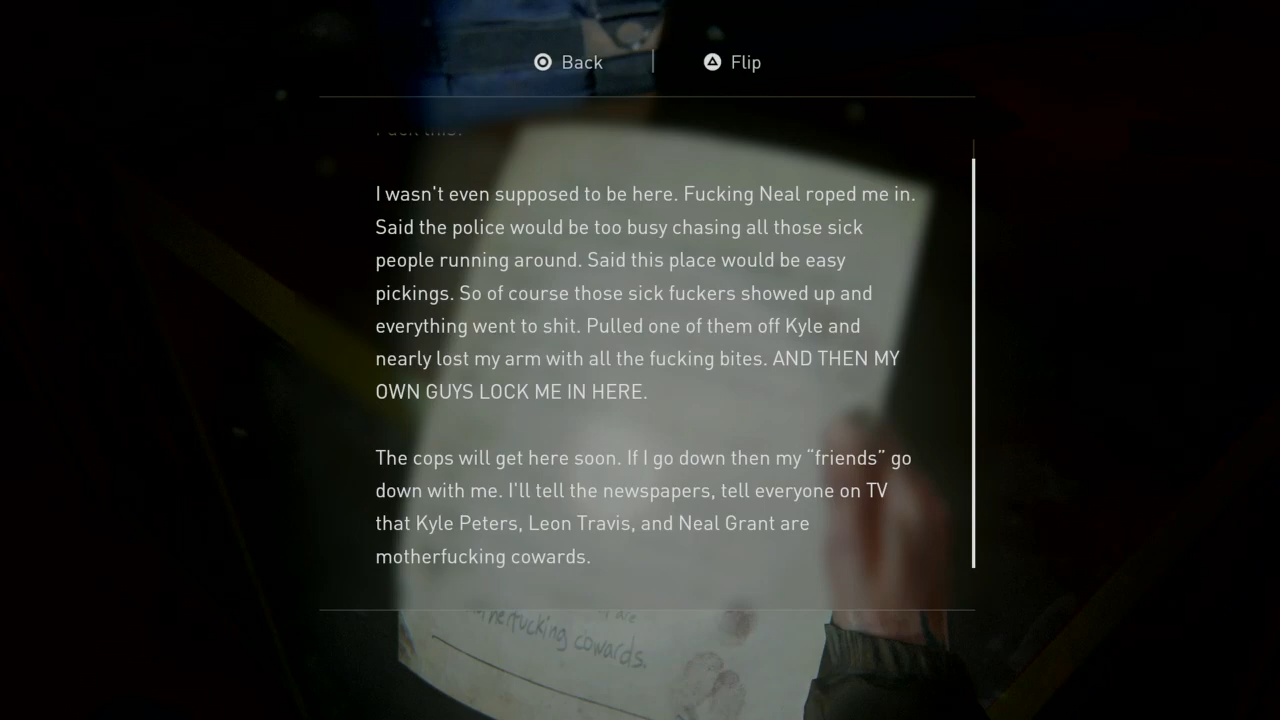 Back
Flip
Fuck this.
I wasn't even supposed to be here. Fucking Neal roped me in.
Said the police would be too busy chasing all those sick
people running around. Said this place would be easy
pickings. So of course those sick fuckers showed up and
everything went to shit. Pulled one of them off Kyle and
nearly lost my arm with all the fucking bites. AND THEN MY
OWN GUYS LOCK ME IN HERE.
The cops will get here soon. If I go down then my “friends” go
down with me. I'll tell the newspapers, tell everyone on TV
that Kyle Peters, Leon Travis, and Neal Grant are
motherfucking cowards.
are
motherfucking cowards.